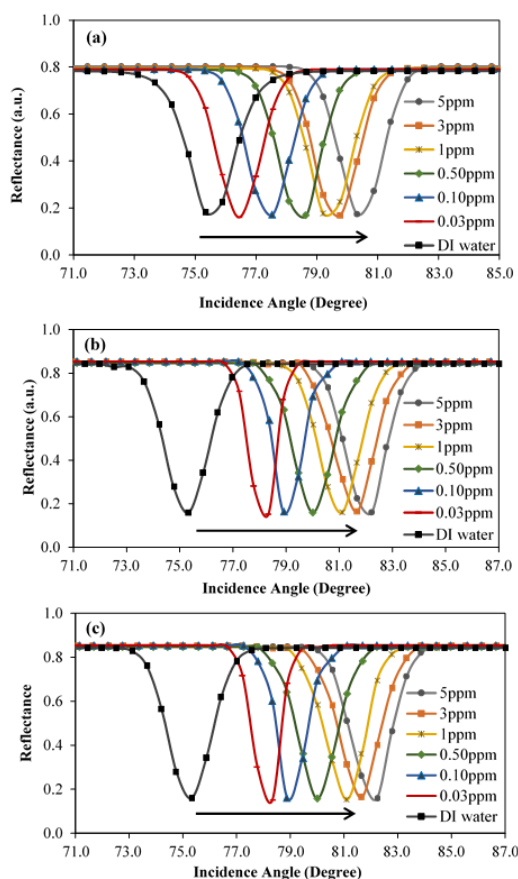 (a)
1.0
0.8
0.6
0.4
0.2
0.0
Reflectance (a.u.)
5ppm
3ppm
1ppm
0.50ppm
0.10ppm
0.03ppm
DI water
71.0 73.0 75.0 77.0 79.0 81.0 83.0 85.0
Incidence Angle (Degree)
(b)
1.0
0.8
0.6
0.4
0.2
0.0
Reflectance (a.u.)
5ppm
3ppm
1ppm
0.50ppm
0.10ppm
0.03ppm
DI water
71.0 73.0 75.0 77.0 79.0 81.0 83.0 85.0 87.0
Incidence Angle (Degree)
(c)
1.0
0.8
0.6
0.4
0.2
0.0
Reflectance
5ppm
3ppm
1ppm
0.50ppm
0.10ppm
0.03ppm
DI water
71.0 73.0 75.0 77.0 79.0 81.0 83.0 85.0 87.0
Incidence Angle (Degree)